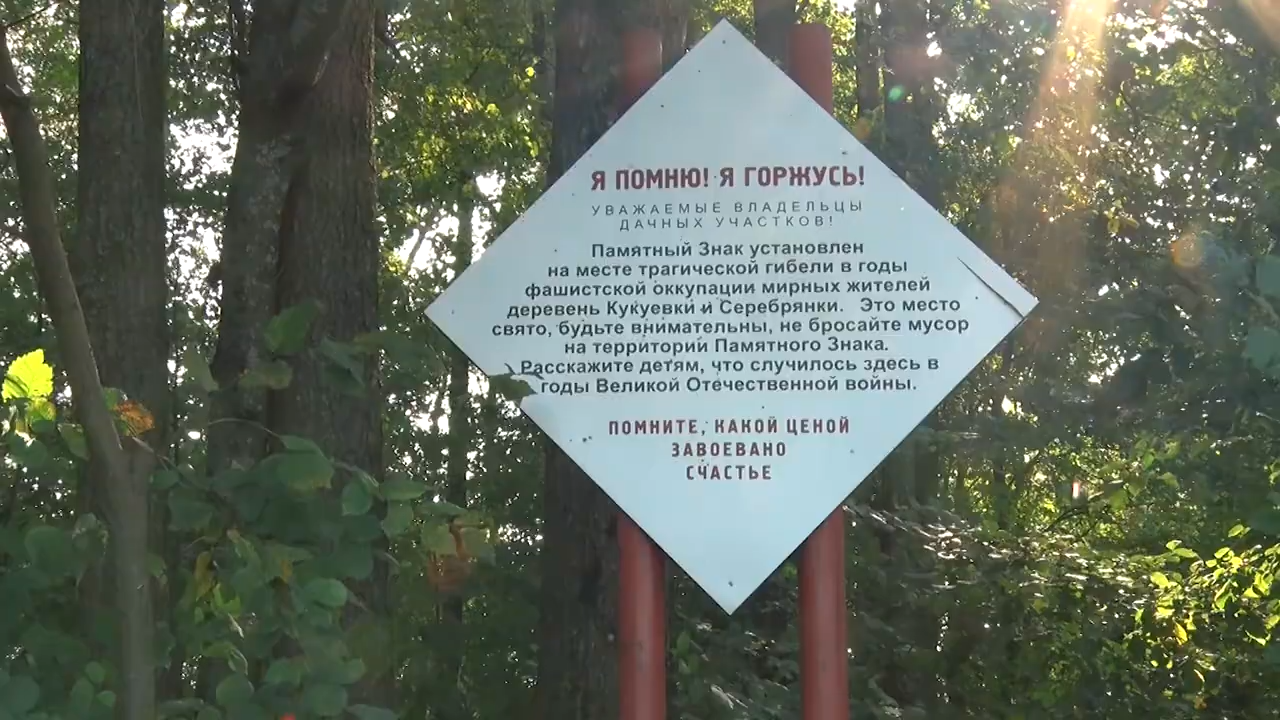 Я ПОМНЮ! Я ГОРЖУСЬ!
УВАЖАЕМЫЕ ВЛАДЕЛЬЦЫ
ДАЧНЫХ УЧАСТКОВ!
Памятный Знак установлен
на месте трагической гибели в годы
фашистской оккупации мирных жителей
деревень Кукуевки и Серебрянки. Это место
свято, будьте внимательны, не бросайте мусор
на территории Памятного Знака.
Расскажите детям, что случилось здесь в
годы Великой Отечественной войны.
ПОМНИТЕ, КАКОЙ ЦЕНОЙ
ЗАВОЕВАНО
СЧАСТЬЕ